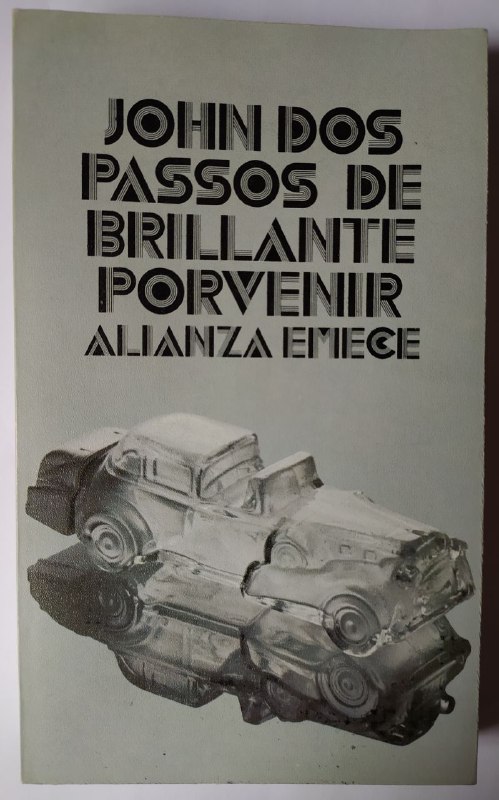 JOHN DOS
PASSOS DE
BRILLANTE
PORVENIR
ALIANZA EMECE